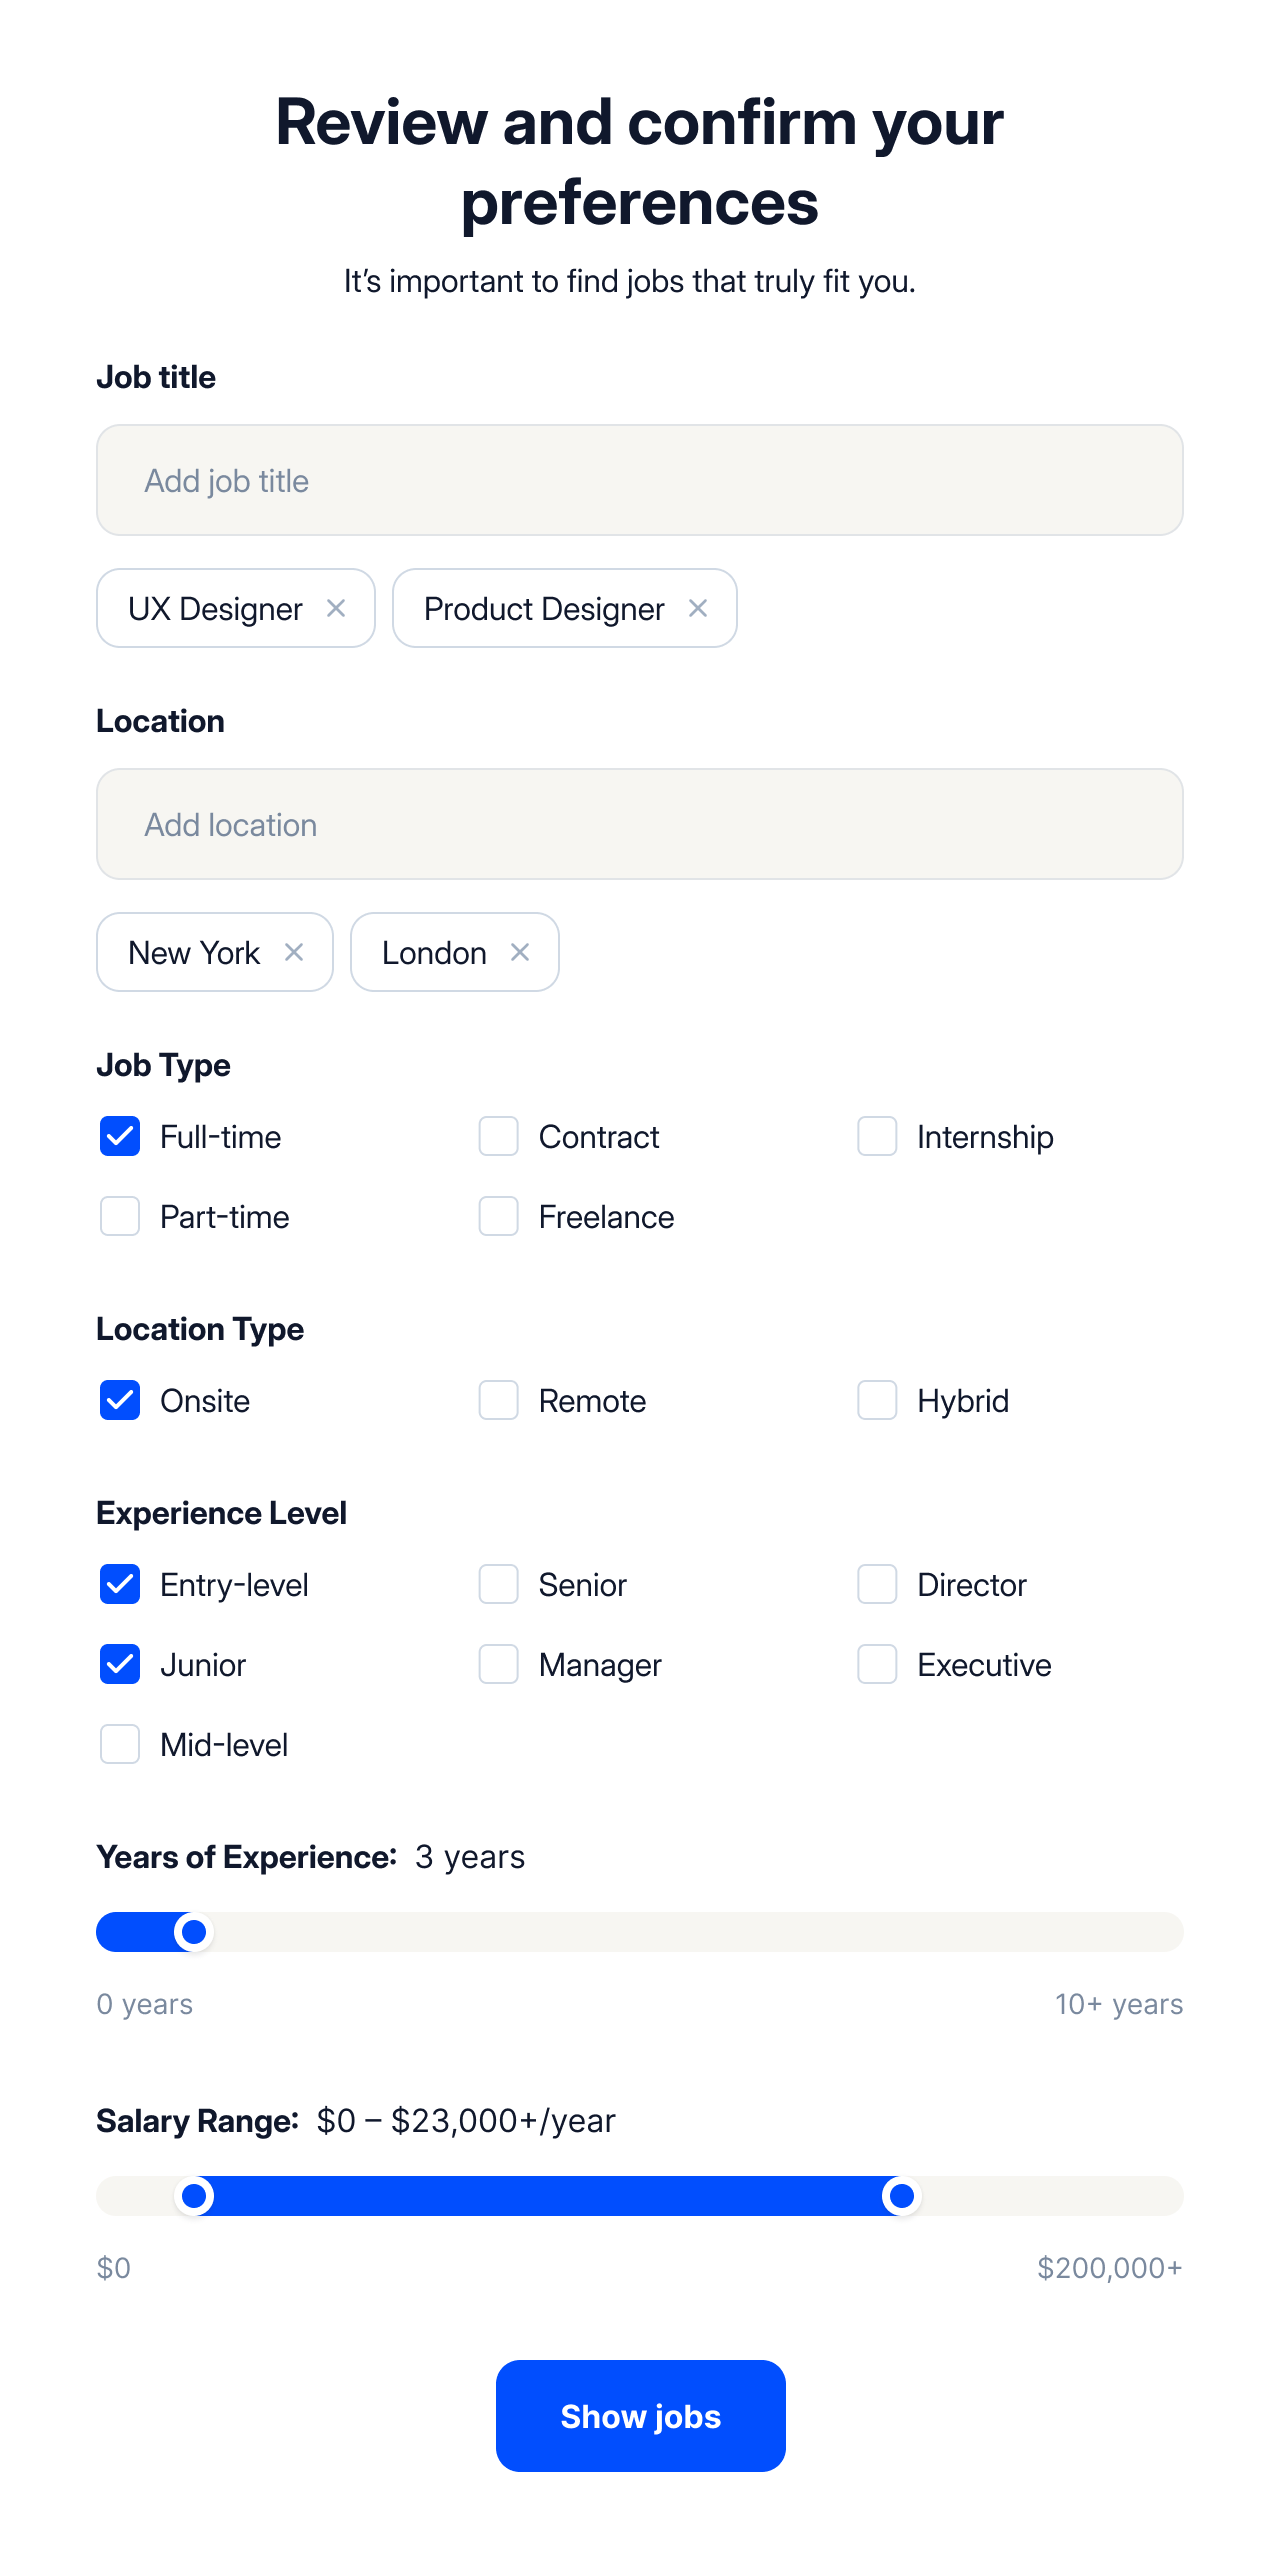 Review and confirm your
preferences
It’s important to find jobs that truly fit you.
Job title
Add job title
UX Designer
Product Designer
Location
Add location
New York
London
Job Type
Full-time
Contract
Internship
Part-time
Freelance
Location Type
Onsite
Remote
Hybrid
Experience Level
Entry-level
Senior
Director
Junior
Manager
Executive
Mid-level
Years of Experience: 3 years
0 years
10+ years
Salary Range: $0 – $23,000+/year
$0
$200,000+
Show jobs